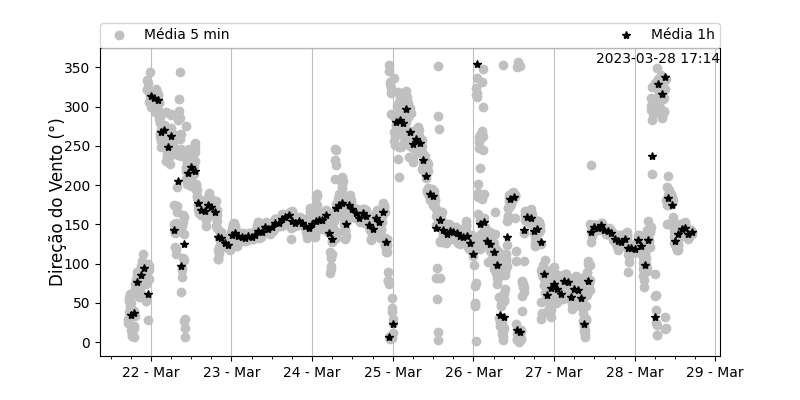 Média 5 min
Média 1h
2023-03-28 17:14
Direção do Vento (°)
350
300
250
200
150
100
50
0
22 - Mar
23 - Mar
24 - Mar
25 - Mar
26 - Mar
27 - Mar
28 - Mar
29 - Mar